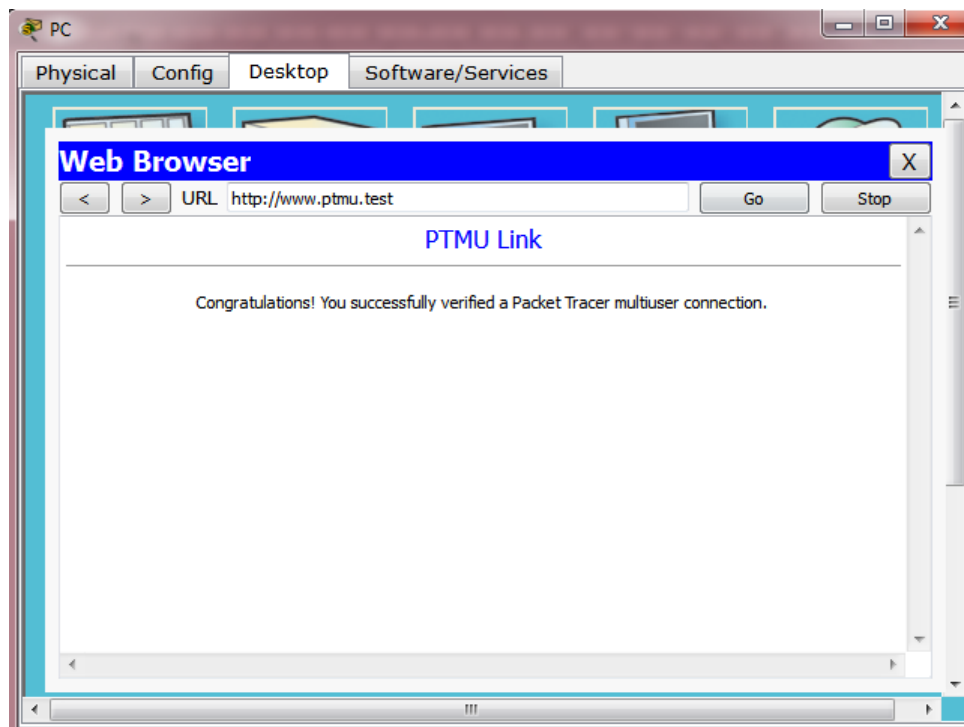 PC
Physical Config Desktop Software/Services
Web Browser X
< > URL http://www.ptmu.test Go Stop
PTMU Link
Congratulations! You successfully verified a Packet Tracer multiuser connection.